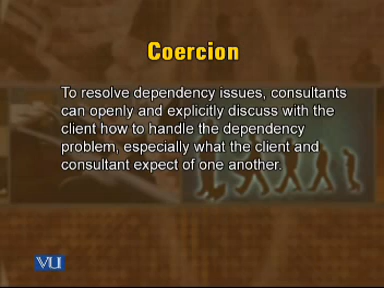 Coercion
To resolve dependency issues, consultants
can openly and explicitly discuss with the
client how to handle the dependency
problem, especially what the client and
consultant expect of one another.
VU